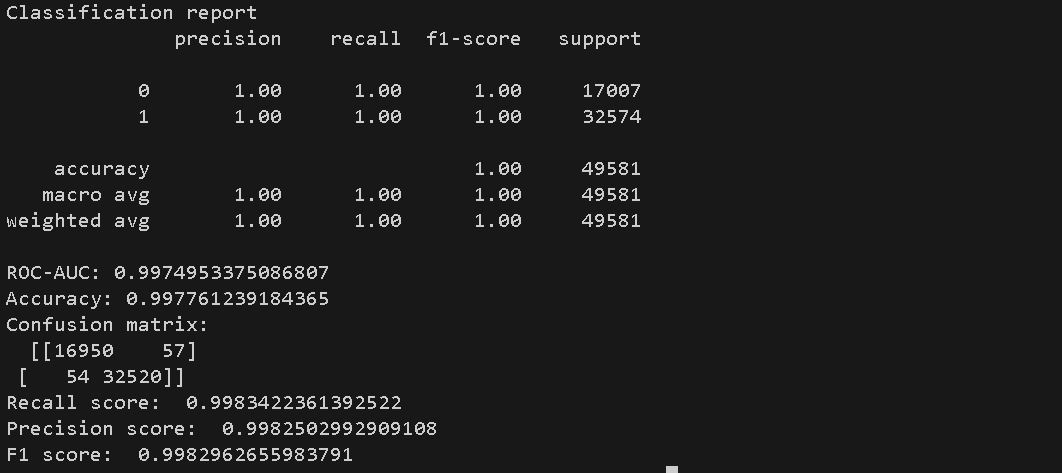 Classification report
              precision    recall  f1-score   support

           0       1.00      1.00      1.00     17007
           1       1.00      1.00      1.00     32574

    accuracy                           1.00     49581
   macro avg       1.00      1.00      1.00     49581
weighted avg       1.00      1.00      1.00     49581

ROC-AUC: 0.9974953375086807
Accuracy: 0.997761239184365
Confusion matrix:
  [[16950    57]
 [   54 32520]]
Recall score:  0.9983422361392522
Precision score:  0.9982502992909108
F1 score:  0.9982962655983791